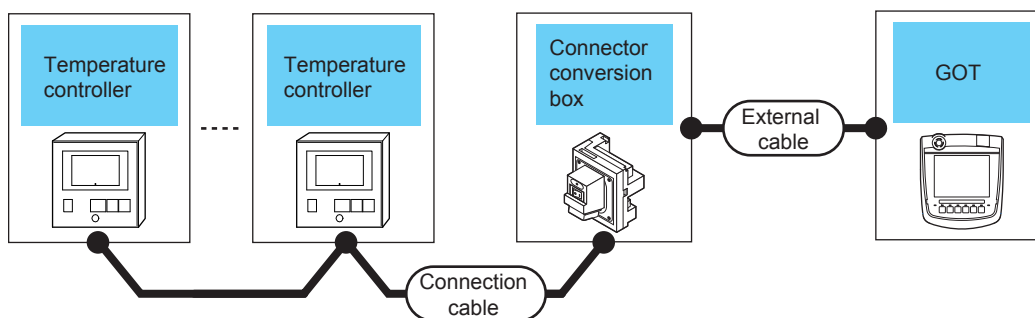 Temperature
controller
Temperature
controller
Connector
conversion
box
GOT
External
cable
Connection
cable